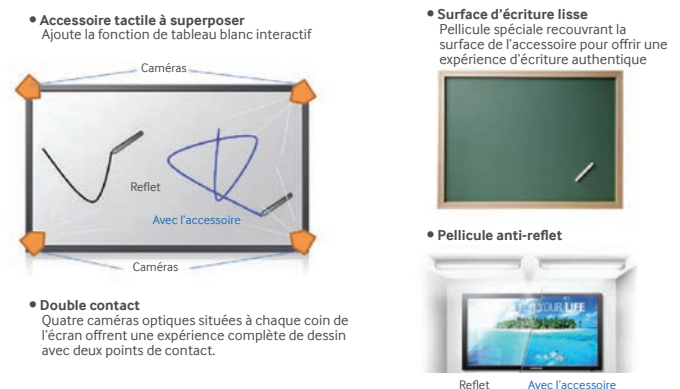 • Accessoire tactile à superposer
Ajoute la fonction de tableau blanc interactif
Caméras
Reflet
Avec l'accessoire
Caméras
• Double contact
Quatre caméras optiques situées à chaque coin de
l'écran offrent une expérience complète de dessin
avec deux points de contact.
• Surface d'écriture lisse
Pellicule spéciale recouvrant la
surface de l'accessoire pour offrir une
expérience d'écriture authentique
• Pellicule anti-reflet
YOUR LIFE
Reflet
Avec l'accessoire